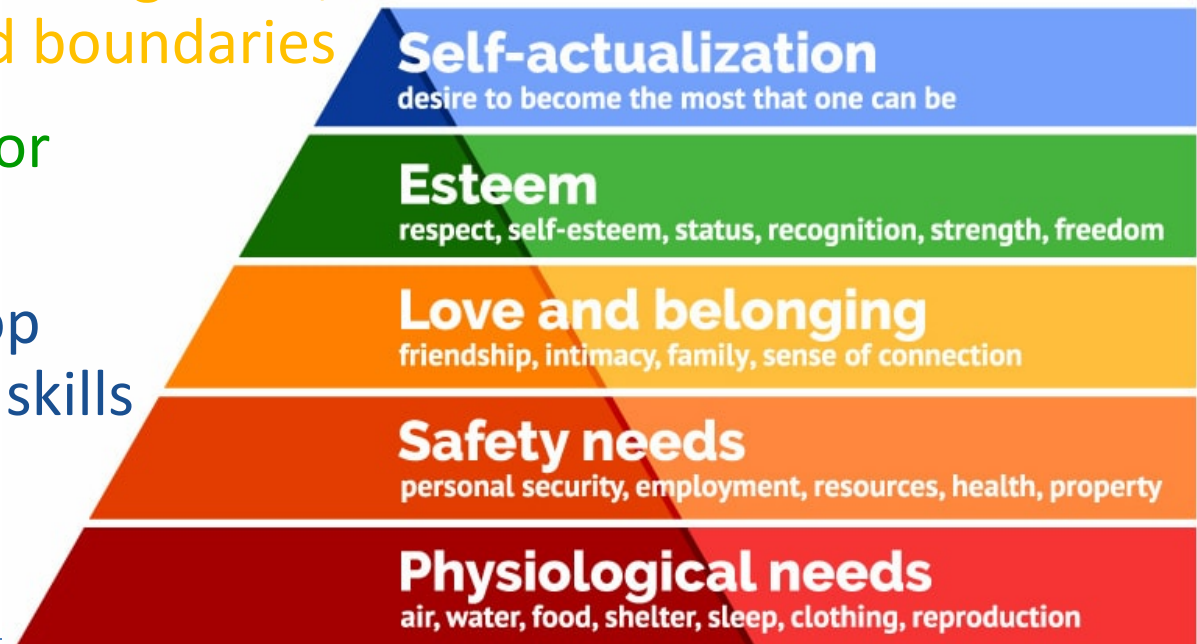 d boundaries
or
op
skills
Self-actualization
desire to become the most that one can be
Esteem
respect, self-esteem, status, recognition, strength, freedom
Love and belonging
friendship, intimacy, family, sense of connection
Safety needs
personal security, employment, resources, health, property
Physiological needs
air, water, food, shelter, sleep, clothing, reproduction